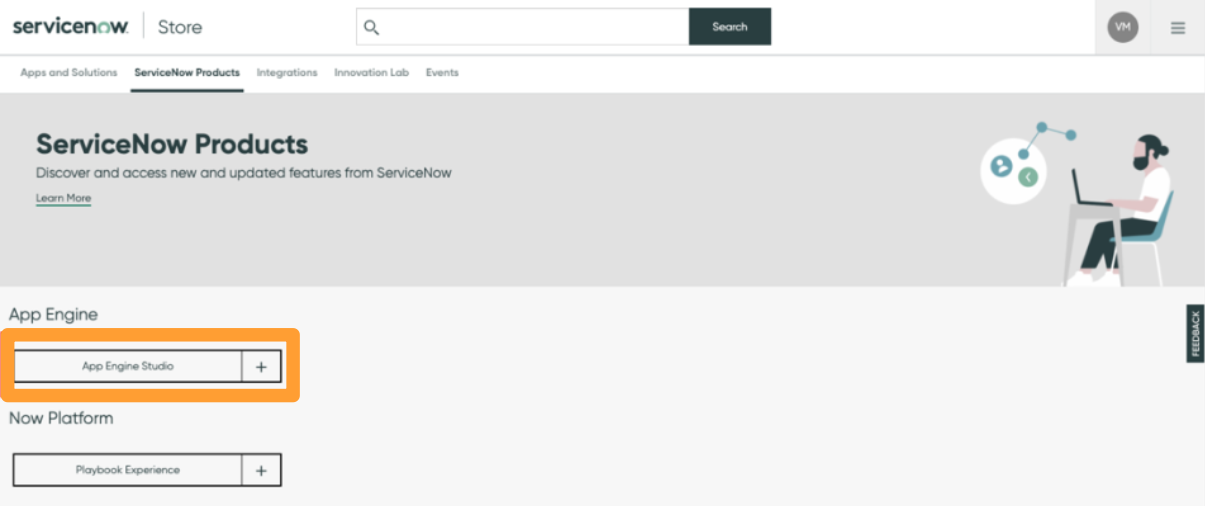 servicenow Store
Search
VM
Apps and Solutions ServiceNow Products Integrations Innovation Lab Events
ServiceNow Products
Discover and access new and updated features from ServiceNow
Learn More
App Engine
FEEDBACK
App Engine Studio +
Now Platform
Playbook Experience +